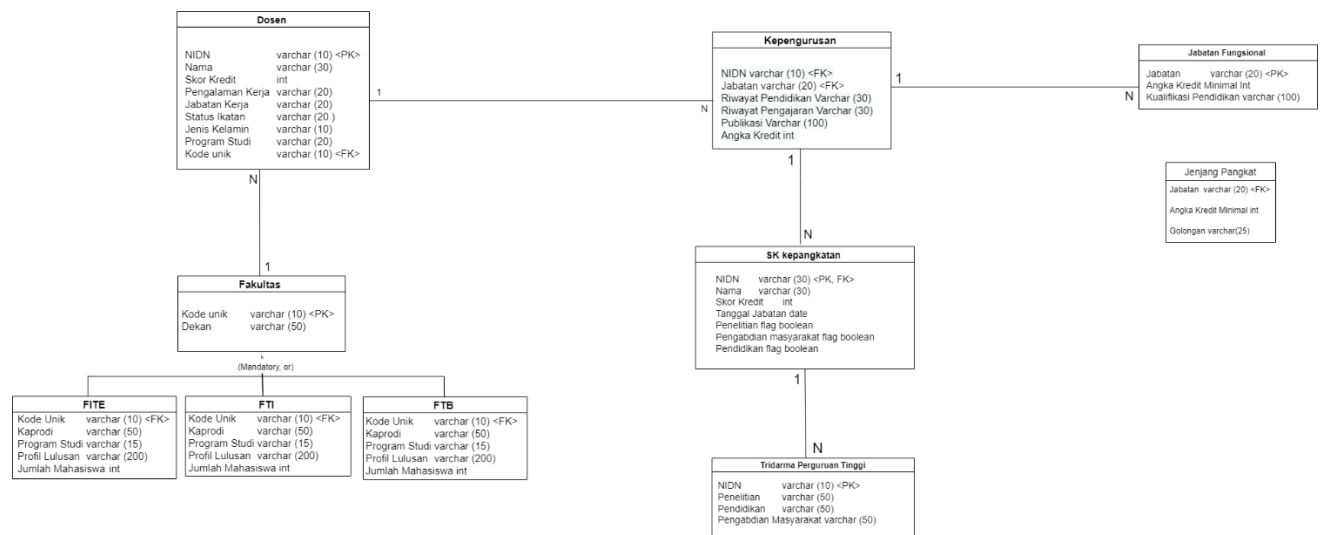 Dosen
NIDN varchar (10) <PK>
Nama varchar (30)
Skor Kredit int
Pengalaman Kerja varchar (20)
Jabatan Kerja varchar (20)
Status Ikatan varchar (20 )
Jenis Kelamin varchar (10)
Program Studi varchar (20)
Kode unik varchar (10) <FK>
1
N
Kepengurusan
NIDN varchar (10) <FK>
Jabatan varchar (20) <FK>
Riwayat Pendidikan Varchar (30)
Riwayat Pengajaran Varchar (30)
Publikasi Varchar (100)
Angka Kredit int
1
N
Jabatan Fungsional
Jabatan varchar (20) <PK>
Angka Kredit Minimal Int
Kualifikasi Pendidikan varchar (100)
Jenjang Pangkat
Jabatan varchar (20) <FK>
Angka Kredit Minimal int
Golongan varchar(25)
N
1
Fakultas
Kode unik varchar (10) <PK>
Dekan varchar (50)
(Mandatory, or)
FITE
Kode Unik varchar (10) <FK>
Kaprodi varchar (50)
Program Studi varchar (15)
Profil Lulusan varchar (200)
Jumlah Mahasiswa int
FTI
Kode Unik varchar (10) <FK>
Kaprodi varchar (50)
Program Studi varchar (15)
Profil Lulusan varchar (200)
Jumlah Mahasiswa int
FTB
Kode Unik varchar (10) <FK>
Kaprodi varchar (50)
Program Studi varchar (15)
Profil Lulusan varchar (200)
Jumlah Mahasiswa int
1
N
SK kepangkatan
NIDN varchar (30) <PK, FK>
Nama varchar (30)
Skor Kredit int
Tanggal Jabatan date
Penelitian flag boolean
Pengabdian masyarakat flag boolean
Pendidikan flag boolean
1
N
Tridarma Perguruan Tinggi
NIDN varchar (10) <PK>
Penelitian varchar (50)
Pendidikan varchar (50)
Pengabdian Masyarakat varchar (50)